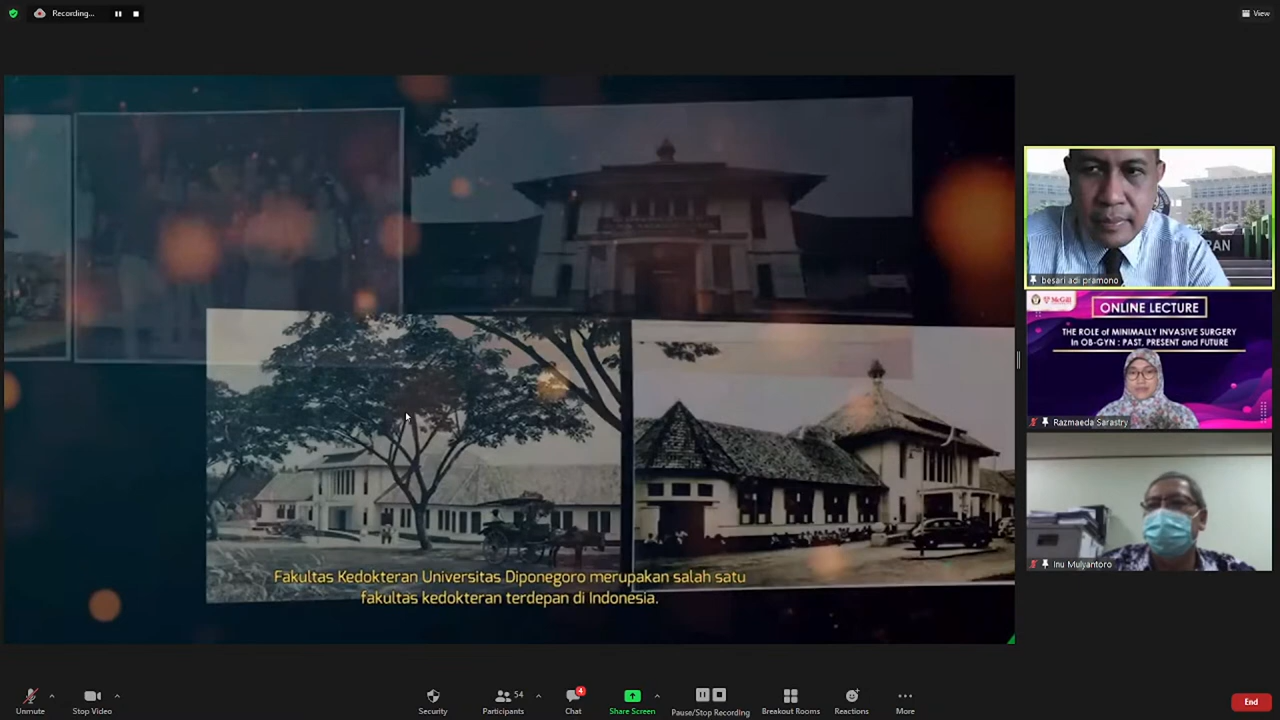 Recording...
View
Fakultas Kedokteran Universitas Diponegoro merupakan salah satu
fakultas kedokteran terdepan di Indonesia.
RAN
besari adi pramono
McGill
ONLINE LECTURE
THE ROLE of MINIMALLY INVASIVE SURGERY
In OB-GYN : PAST, PRESENT and FUTURE
Razmaeda Sarastry
Inu Mulyantoro
Unmute
Stop Video
Security
54
Participants
4
Chat
Share Screen
Pause/Stop Recording
Breakout Rooms
Reactions
More
End